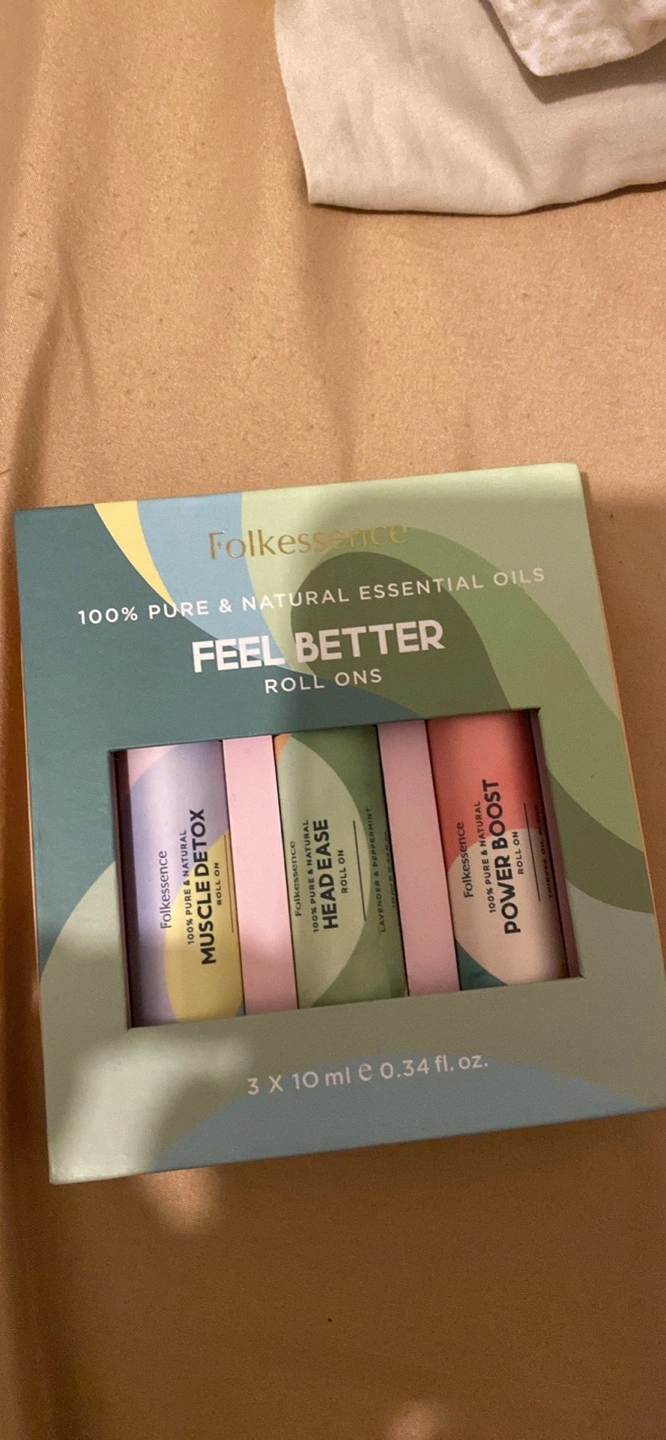 Folkessence
100% PURE & NATURAL ESSENTIAL OILS
FEEL BETTER
ROLL ONS
Folkessence
100% PURE & NATURAL
MUSCLE DETOX
ROLL ON
Folkessence
100% PURE & NATURAL
HEAD EASE
ROLL ON
LAVENDER & PEPPERMINT
Folkessence
100% PURE & NATURAL
POWER BOOST
ROLL ON
3 X 10 ml e 0.34 fl. oz.